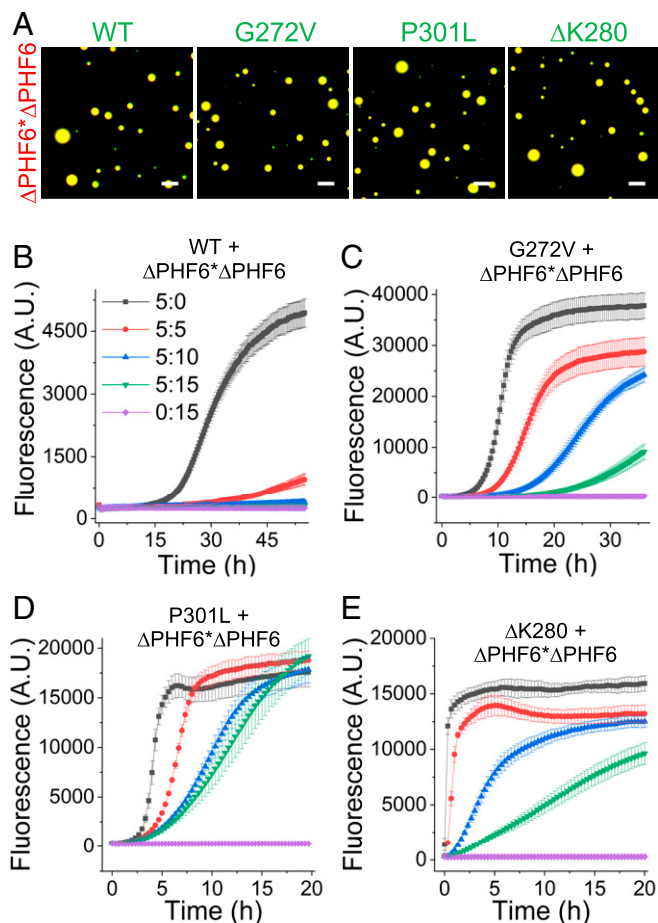 A
WT
G272V
P301L
ΔK280
ΔPHF6*ΔPHF6
B
WT +
ΔPHF6*ΔPHF6
5:0
5:5
5:10
5:15
0:15
Fluorescence (A.U.)
4500
3000
1500
0
0
15
30
45
Time (h)
C
G272V +
ΔPHF6*ΔPHF6
Fluorescence (A.U.)
40000
30000
20000
10000
0
0
10
20
30
Time (h)
D
P301L +
ΔPHF6*ΔPHF6
Fluorescence (A.U.)
20000
15000
10000
5000
0
0
5
10
15
20
Time (h)
E
ΔK280 +
ΔPHF6*ΔPHF6
Fluorescence (A.U.)
20000
15000
10000
5000
0
0
5
10
15
20
Time (h)